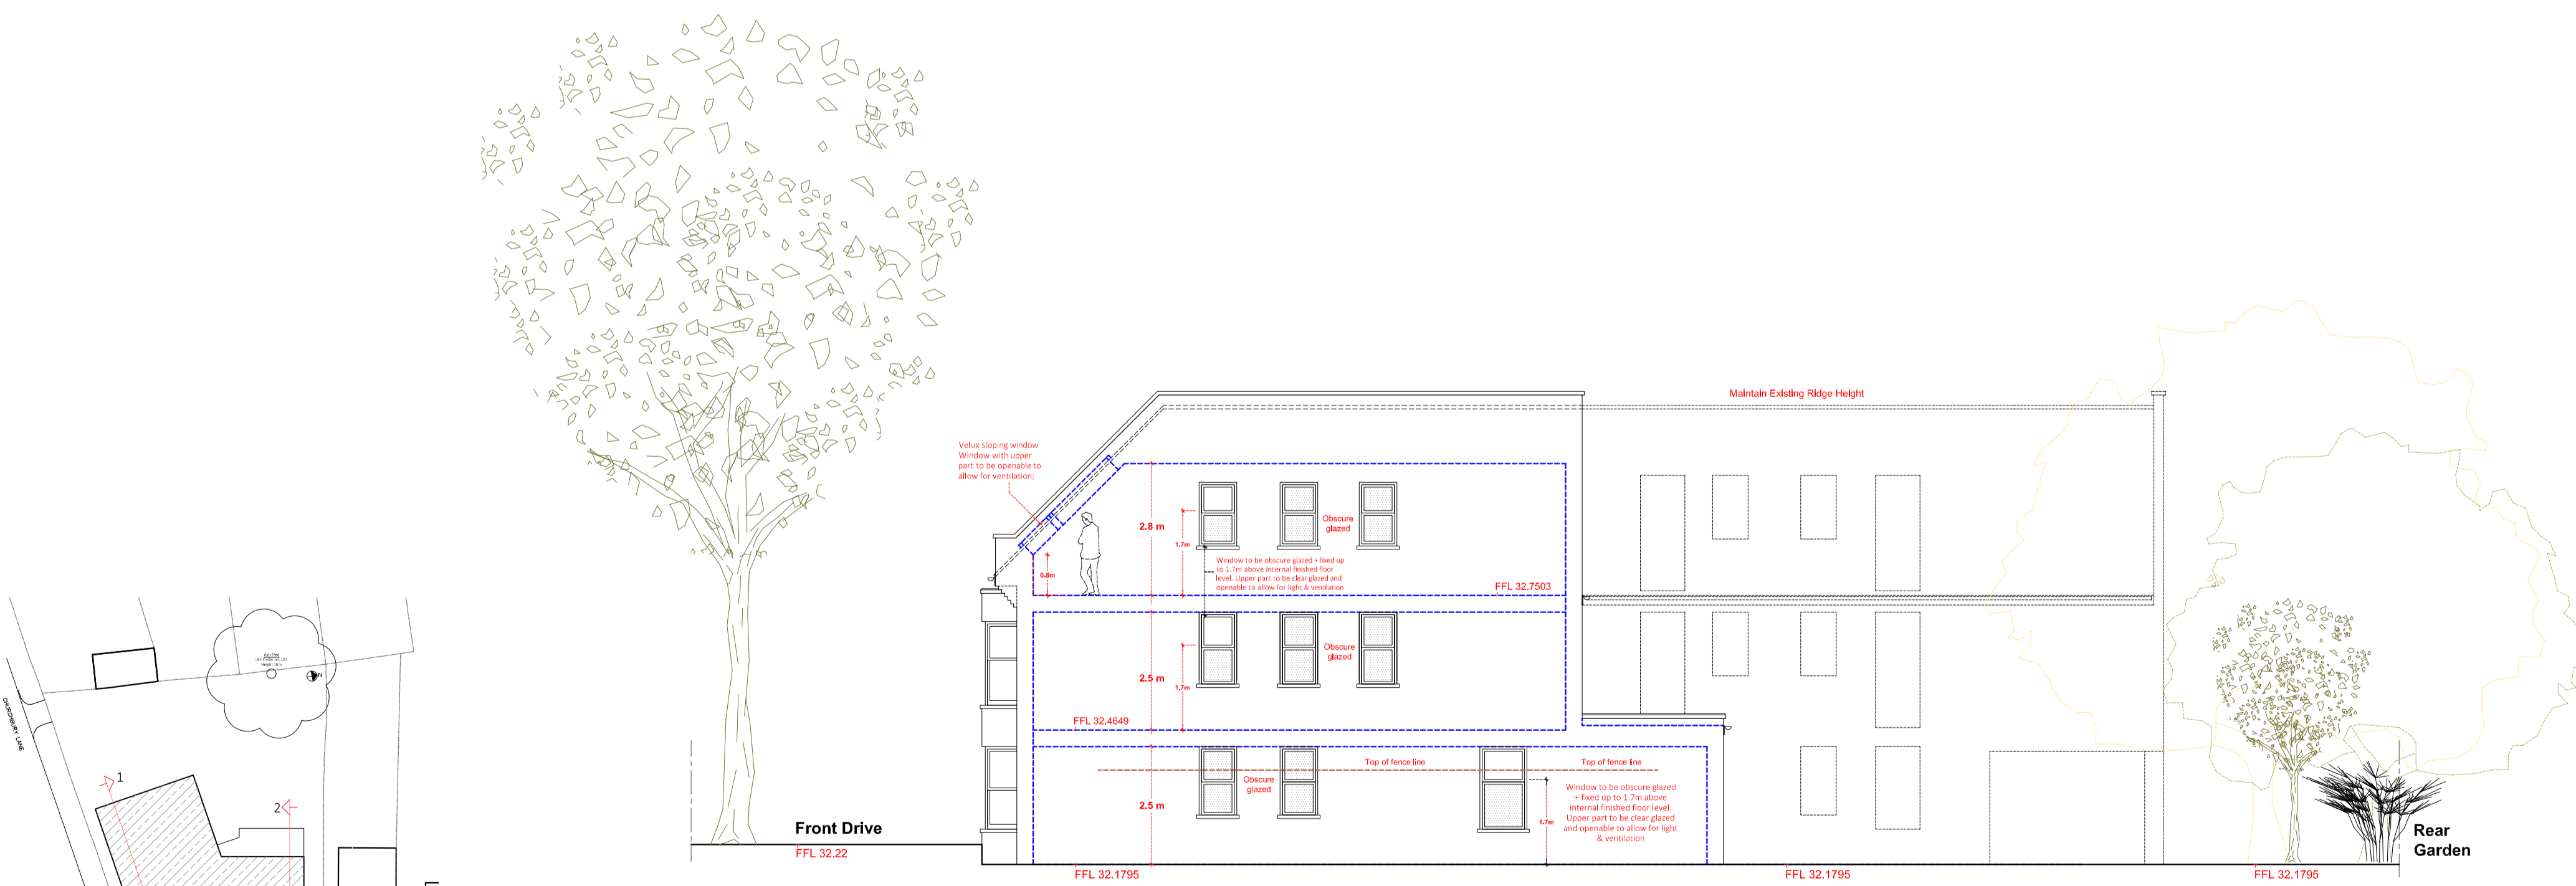 Maintain Existing Ridge Height
Velux sloping window
Window with upper
part to be openable to
allow for ventilation;
2.8 m
1.7m
Obscure
glazed
0.8m
Window to be obscure glazed + fixed up
to 1.7m above internal finished floor
level. Upper part to be clear glazed and
openable to allow for light & ventilation
FFL 32.7503
2.5 m
1.7m
Obscure
glazed
FFL 32.4649
Top of fence line
Top of fence line
2.5 m
Obscure
glazed
1.7m
Window to be obscure glazed
+ fixed up to 1.7m above
internal finished floor level.
Upper part to be clear glazed
and openable to allow for light
& ventilation
Front Drive
FFL 32.22
FFL 32.1795
FFL 32.1795
FFL 32.1795
Rear
Garden
N
CHURCHBURY LANE
1
2